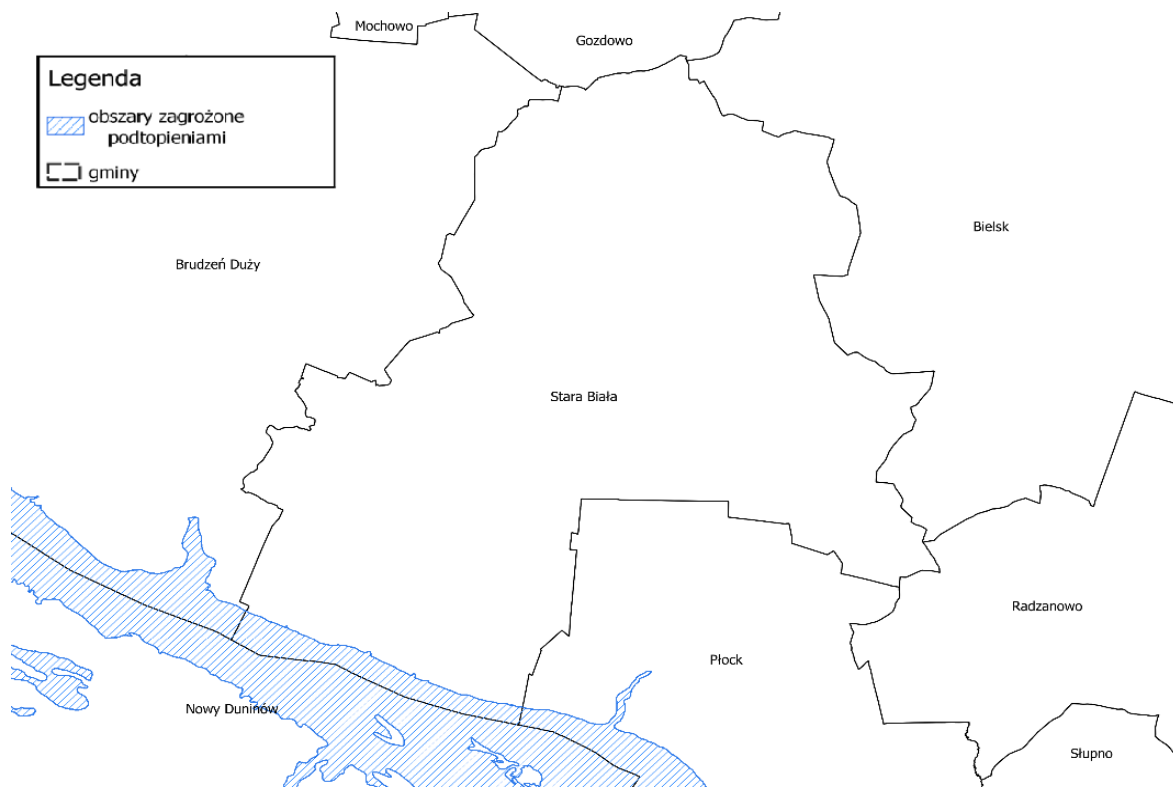 Mochowo
Gozdowo
Legenda
obszary zagrożone
podtopieniami
gminy
Bielsk
Brudzeń Duży
Stara Biała
Radzanowo
Płock
Nowy Duninów
Słupno